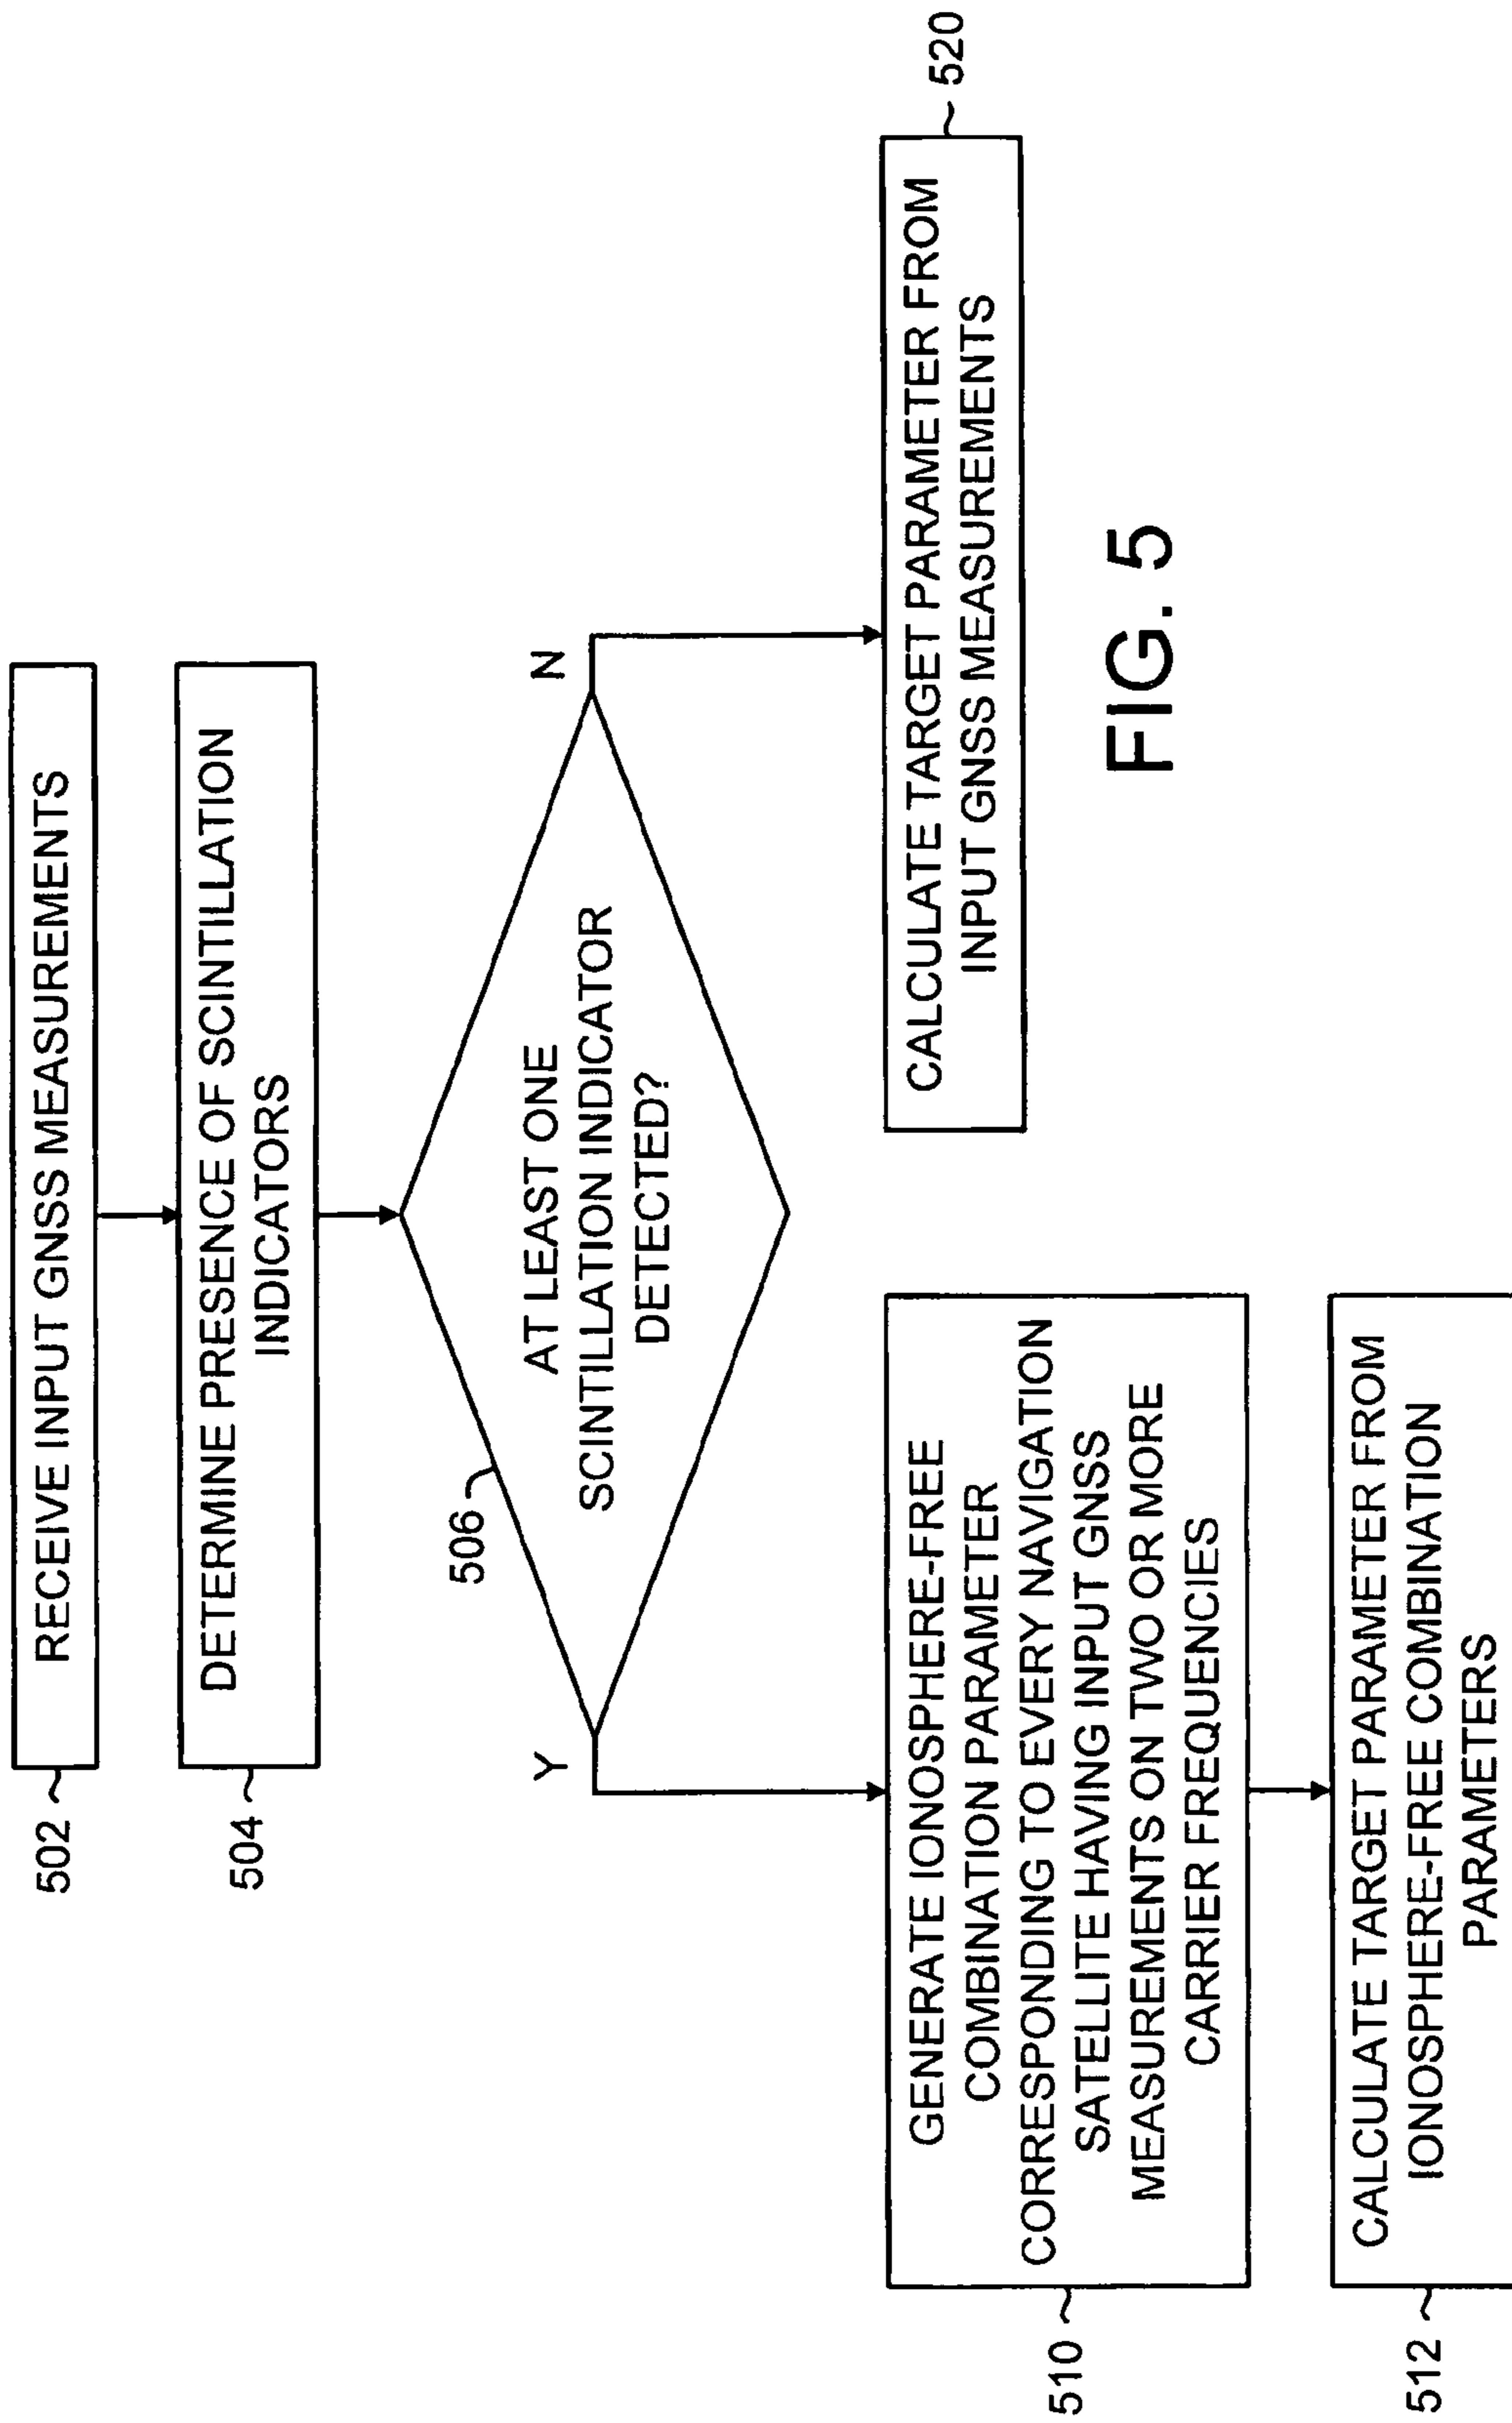 502
RECEIVE INPUT GNSS MEASUREMENTS
504
DETERMINE PRESENCE OF SCINTILLATION
INDICATORS
506
AT LEAST ONE
SCINTILLATION INDICATOR
DETECTED?
Y
N
510
GENERATE IONOSPHERE-FREE
COMBINATION PARAMETER
CORRESPONDING TO EVERY NAVIGATION
SATELLITE HAVING INPUT GNSS
MEASUREMENTS ON TWO OR MORE
CARRIER FREQUENCIES
CALCULATE TARGET PARAMETER FROM
INPUT GNSS MEASUREMENTS
520
512
CALCULATE TARGET PARAMETER FROM
IONOSPHERE-FREE COMBINATION
PARAMETERS
FIG. 5